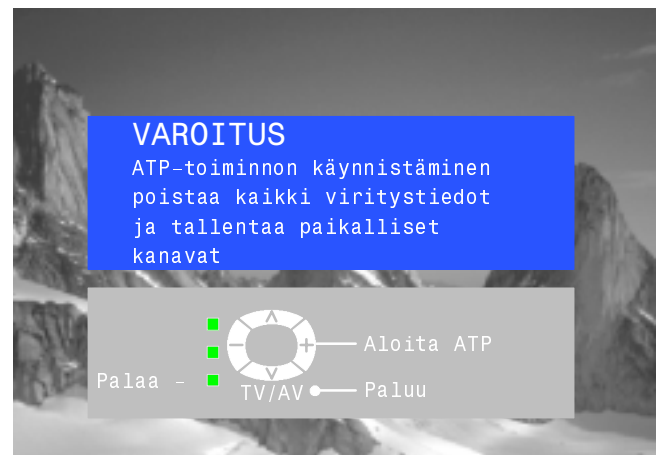 VAROITUS
ATP-toiminnon käynnistäminen
poistaa kaikki viritystiedot
ja tallentaa paikalliset
kanavat
Aloita ATP
Palaa -
TV/AV Paluu